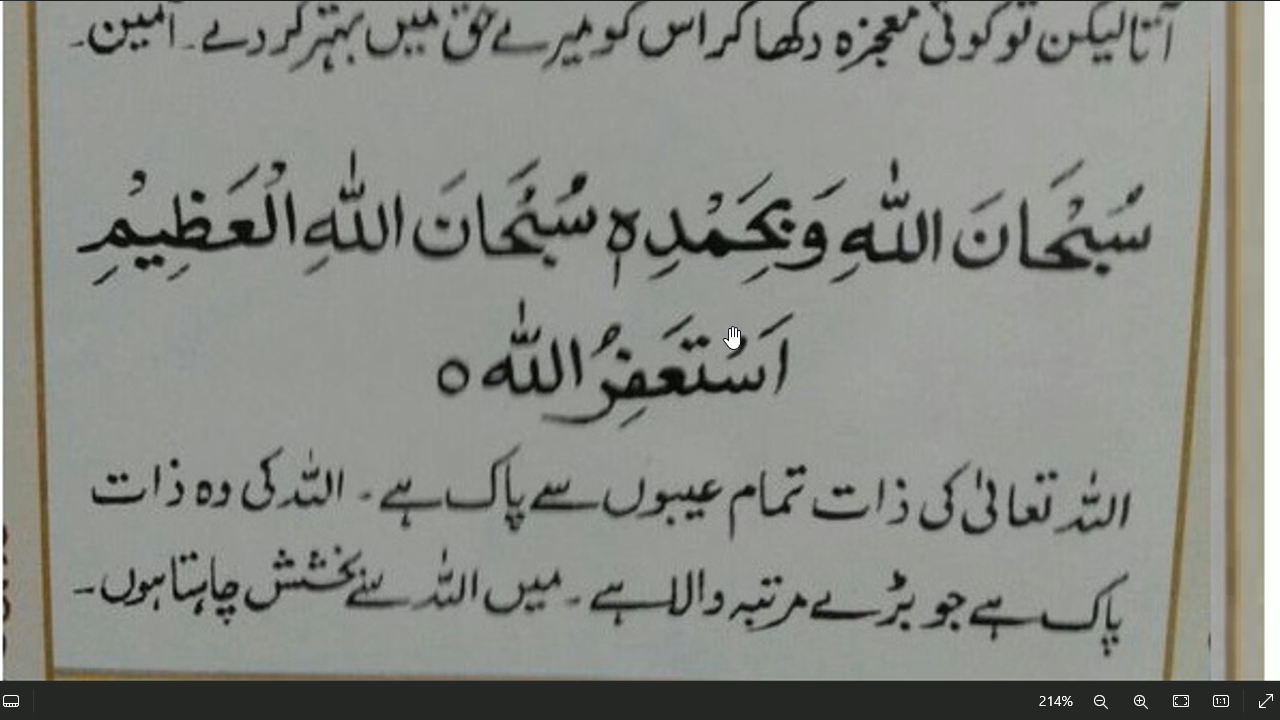 آتا لیکن تو کوئی معجزہ دکھا کر اس کو میرے حق میں بہتر کر دے۔ آمین۔
سُبْحَانَ اللّٰهِ وَبِحَمْدِهٖ سُبْحَانَ اللّٰهِ الْعَظِيْمِ
اَسْتَعَفِرُ اللّٰه ○
اللہ تعالیٰ کی ذات تمام عیبوں سے پاک ہے۔ اللہ کی وہ ذات
پاک ہے جو بڑے مرتبہ والا ہے۔ میں اللہ سے بخشش چاہتا ہوں۔
214%
1:1